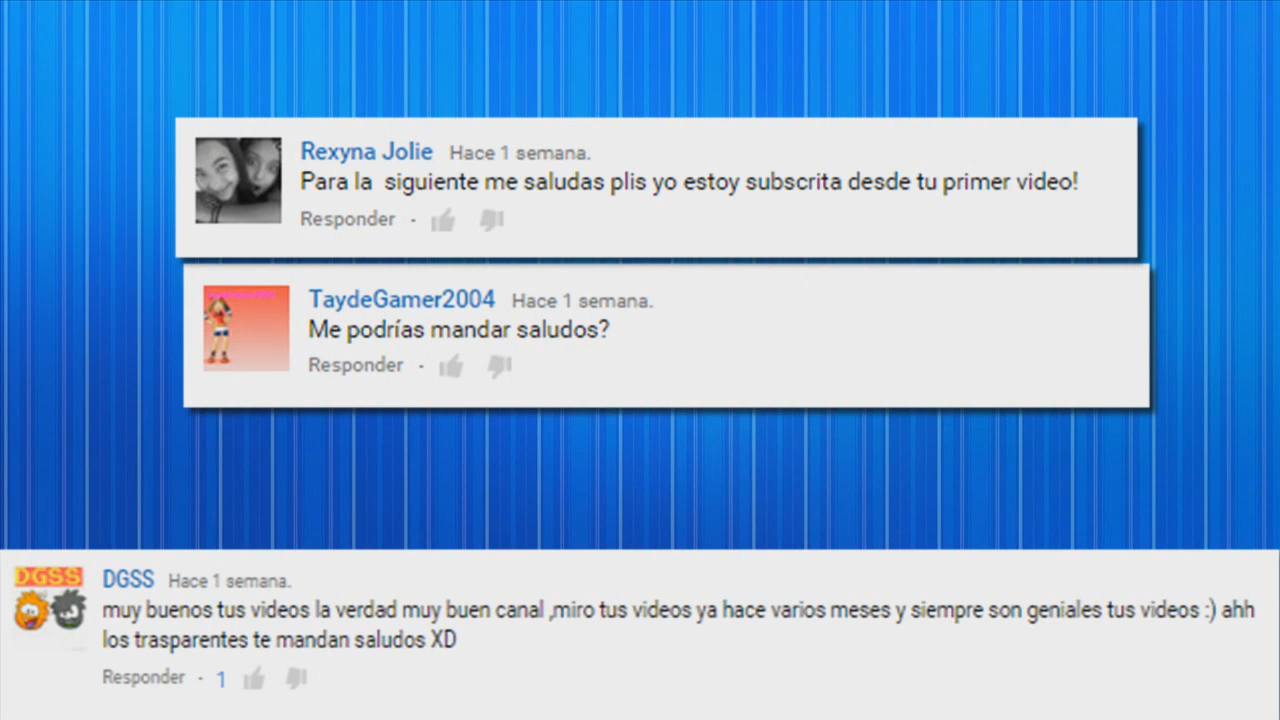 Rexyna Jolie Hace 1 semana.
Para la siguiente me saludas plis yo estoy subscrita desde tu primer video!
Responder ·
TaydeGamer2004 Hace 1 semana.
Me podrías mandar saludos?
Responder ·
DGSS
DGSS Hace 1 semana.
muy buenos tus videos la verdad muy buen canal ,miro tus videos ya hace varios meses y siempre son geniales tus videos :) ahh
los trasparentes te mandan saludos XD
Responder · 1